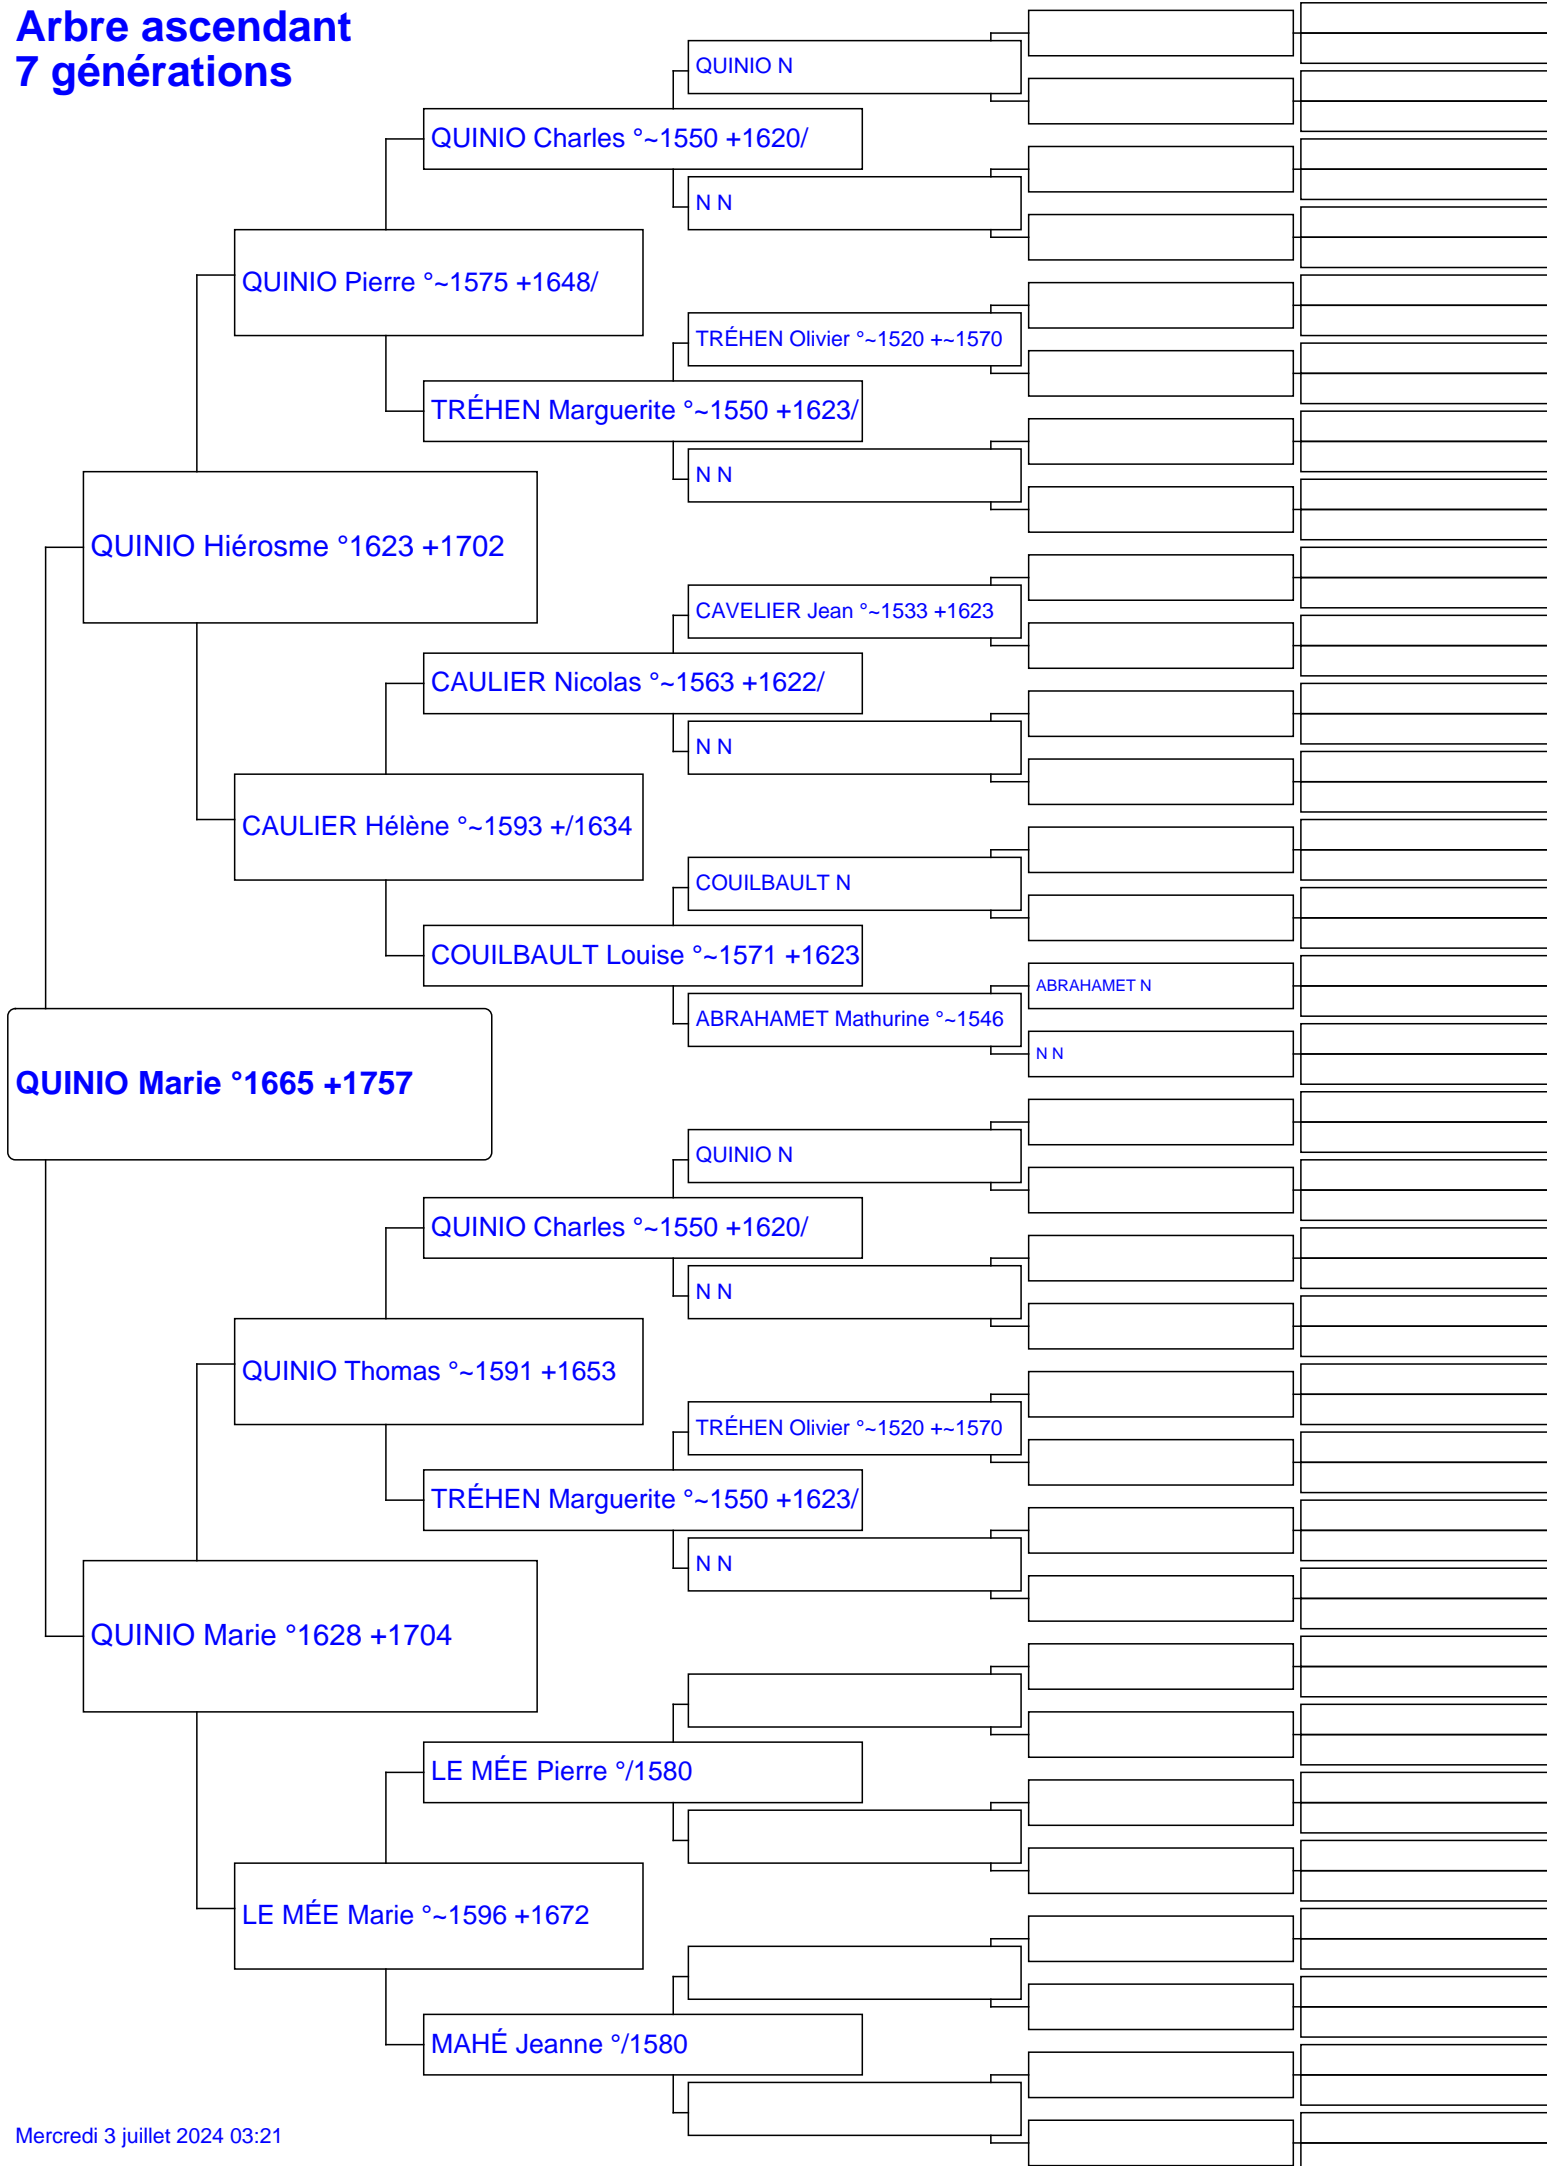 Arbre ascendant
7 générations
QUINIO N
QUINIO Charles °~1550 +1620/
N N
QUINIO Pierre °~1575 +1648/
TRÉHEN Olivier °~1520 +~1570
TRÉHEN Marguerite °~1550 +1623/
N N
QUINIO Hiérosme °1623 +1702
CAVELIER Jean °~1533 +1623
CAULIER Nicolas °~1563 +1622/
N N
CAULIER Hélène °~1593 +/1634
COUILBAULT N
COUILBAULT Louise °~1571 +1623
ABRAHAMET N
ABRAHAMET Mathurine °~1546
N N
QUINIO Marie °1665 +1757
QUINIO N
QUINIO Charles °~1550 +1620/
N N
QUINIO Thomas °~1591 +1653
TRÉHEN Olivier °~1520 +~1570
TRÉHEN Marguerite °~1550 +1623/
N N
QUINIO Marie °1628 +1704
LE MÉE Pierre °/1580
LE MÉE Marie °~1596 +1672
MAHÉ Jeanne °/1580
Mercredi 3 juillet 2024 03:21